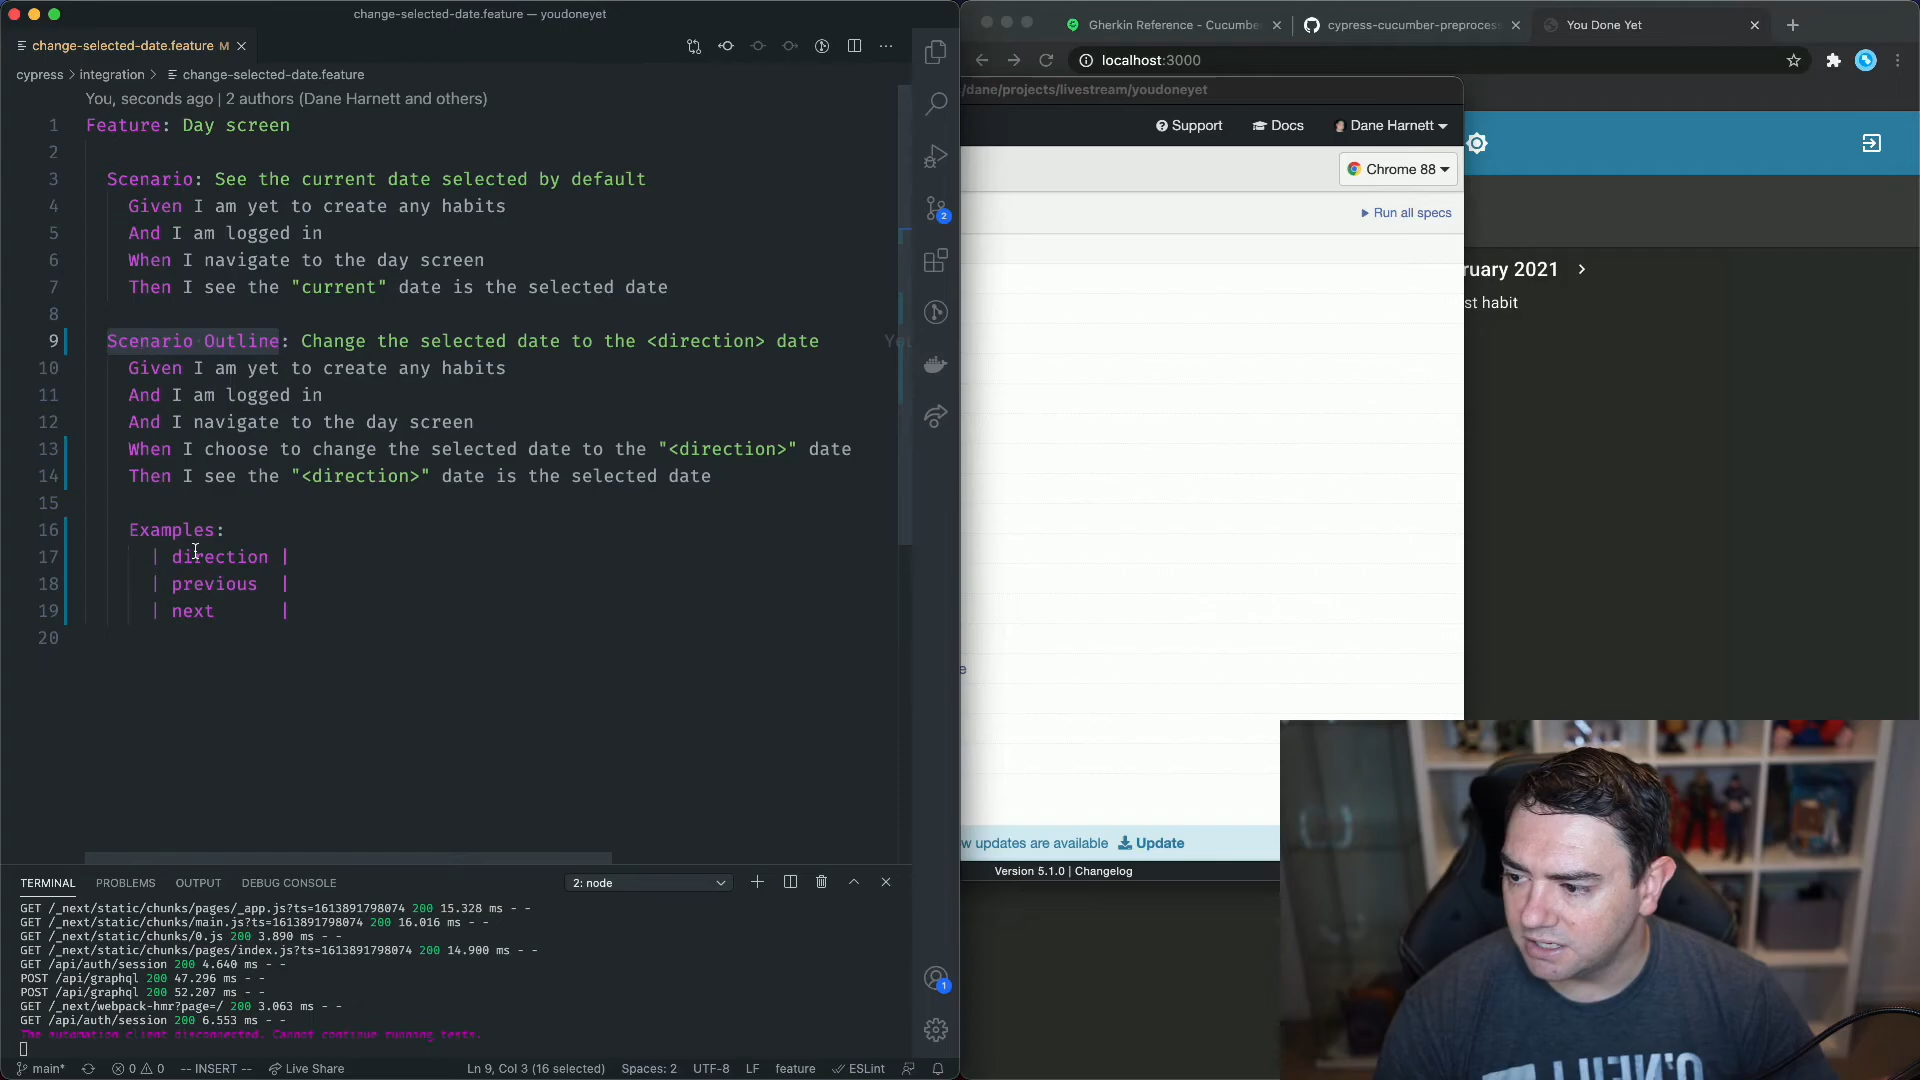 change-selected-date.feature — youdoneyet
change-selected-date.feature M
cypress > integration > change-selected-date.feature
You, seconds ago | 2 authors (Dane Harnett and others)
1 Feature: Day screen
2
3 Scenario: See the current date selected by default
4 Given I am yet to create any habits
5 And I am logged in
6 When I navigate to the day screen
7 Then I see the "current" date is the selected date
8
9 Scenario Outline: Change the selected date to the <direction> date
10 Given I am yet to create any habits
11 And I am logged in
12 And I navigate to the day screen
13 When I choose to change the selected date to the "<direction>" date
14 Then I see the "<direction>" date is the selected date
15
16 Examples:
17 | direction |
18 | previous |
19 | next |
20
2
1
TERMINAL PROBLEMS OUTPUT DEBUG CONSOLE 2: node
GET /_next/static/chunks/pages/_app.js?ts=1613891798074 200 15.328 ms - -
GET /_next/static/chunks/main.js?ts=1613891798074 200 16.016 ms - -
GET /_next/static/chunks/0.js 200 3.890 ms - -
GET /_next/static/chunks/pages/index.js?ts=1613891798074 200 14.900 ms - -
GET /api/auth/session 200 4.640 ms - -
POST /api/graphql 200 47.296 ms - -
POST /api/graphql 200 52.207 ms - -
GET /_next/webpack-hmr?page=/ 200 3.063 ms - -
GET /api/auth/session 200 6.553 ms - -
The automation client disconnected. Cannot continue running tests.
main* 0 0 -- INSERT -- Live Share Ln 9, Col 3 (16 selected) Spaces: 2 UTF-8 LF feature ESLint
Gherkin Reference - Cucumbe cypress-cucumber-preproces You Done Yet
localhost:3000
/dane/projects/livestream/youdoneyet
Support Docs Dane Harnett
Chrome 88
Run all specs
ruary 2021
st habit
e
w updates are available Update
Version 5.1.0 | Changelog
O'NEILL